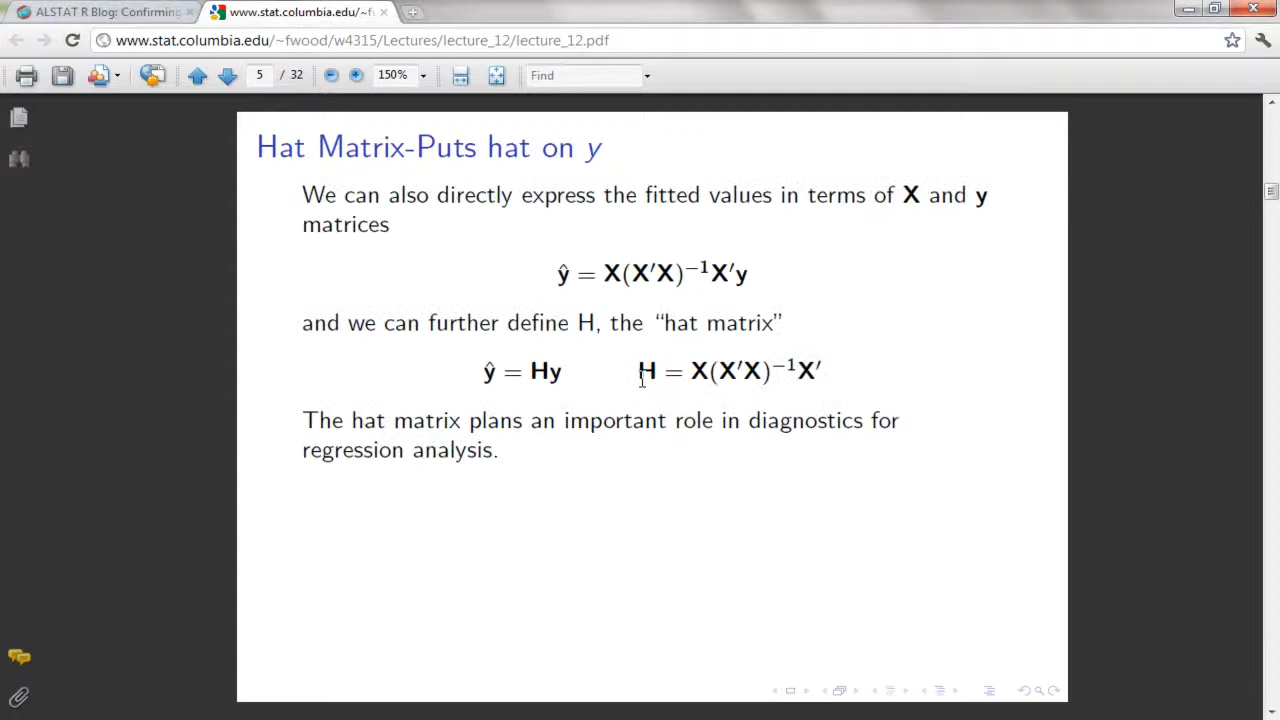 ALSTAT R Blog: Confirming
www.stat.columbia.edu/~f
www.stat.columbia.edu/~fwood/w4315/Lectures/lecture_12/lecture_12.pdf
5 / 32 150% Find
Hat Matrix-Puts hat on y
We can also directly express the fitted values in terms of X and y
matrices
ŷ = X(X′X)⁻¹X′y
and we can further define H, the “hat matrix”
ŷ = Hy H = X(X′X)⁻¹X′
The hat matrix plans an important role in diagnostics for
regression analysis.